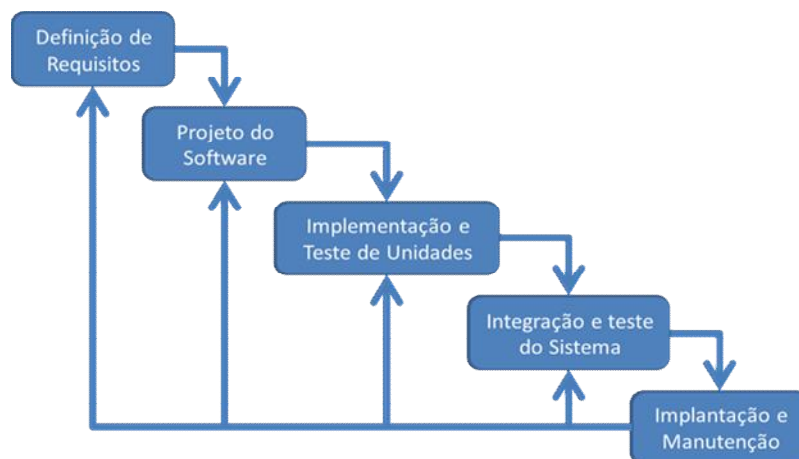 Definição de
Requisitos
Projeto do
Software
Implementação e
Teste de Unidades
Integração e teste
do Sistema
Implantação e
Manutenção